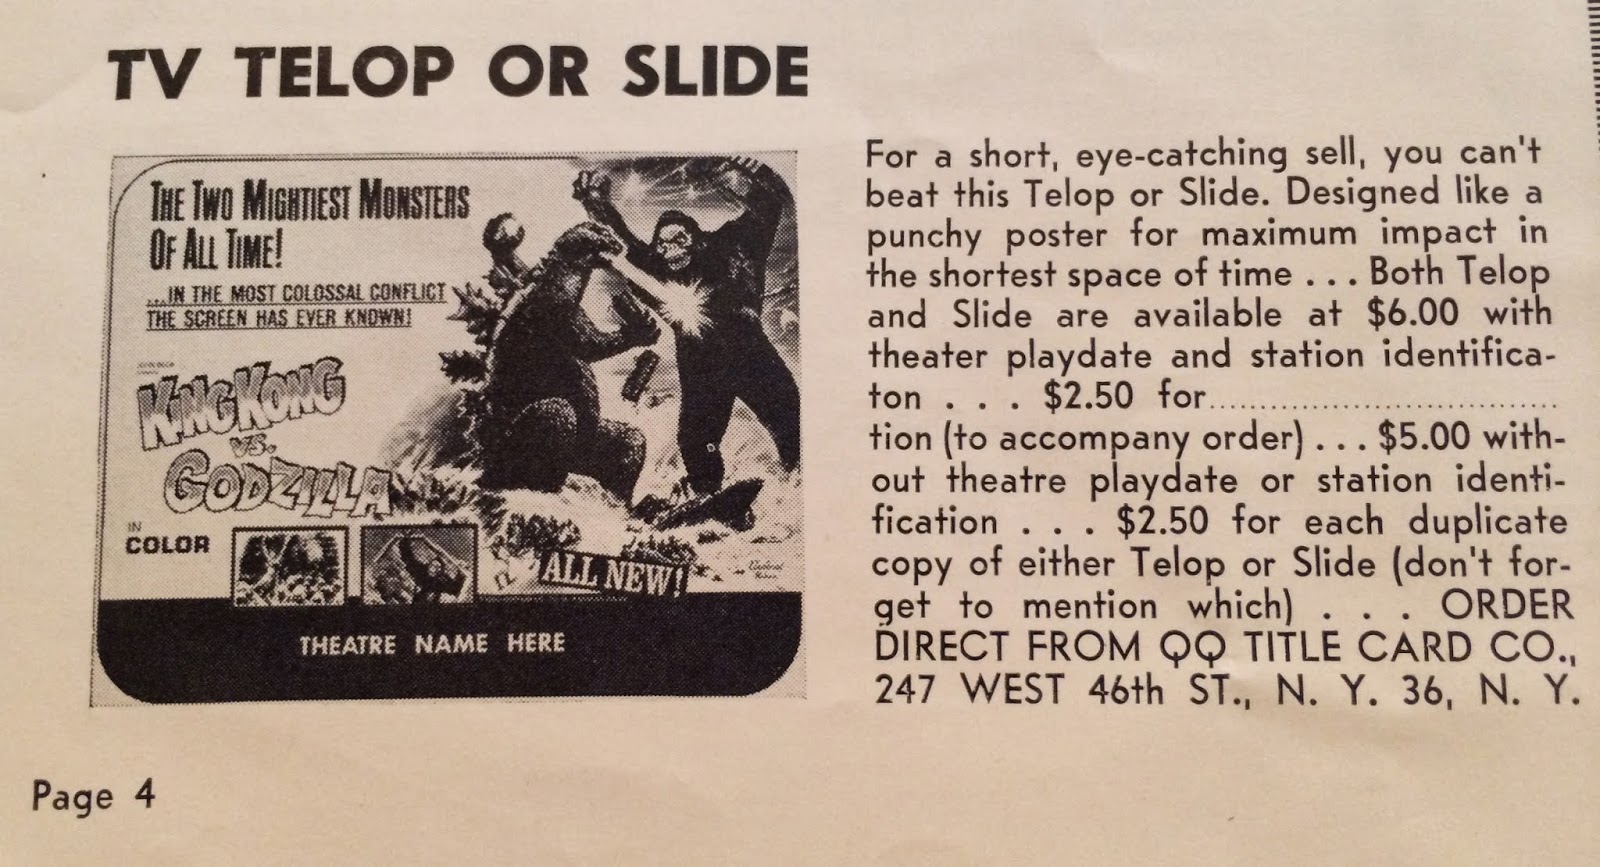 TV TELOP OR SLIDE
THE TWO MIGHTIEST MONSTERS
OF ALL TIME!
...IN THE MOST COLOSSAL CONFLICT
THE SCREEN HAS EVER KNOWN!
KING KONG
VS.
GODZILLA
IN
COLOR
ALL NEW!
THEATRE NAME HERE
For a short, eye-catching sell, you can't
beat this Telop or Slide. Designed like a
punchy poster for maximum impact in
the shortest space of time . . . Both Telop
and Slide are available at $6.00 with
theater playdate and station identifica-
ton . . . $2.50 for..................................
tion (to accompany order) . . . $5.00 with-
out theatre playdate or station identi-
fication . . . $2.50 for each duplicate
copy of either Telop or Slide (don't for-
get to mention which) . . . ORDER
DIRECT FROM QQ TITLE CARD CO.,
247 WEST 46th ST., N. Y. 36, N. Y.
Page 4